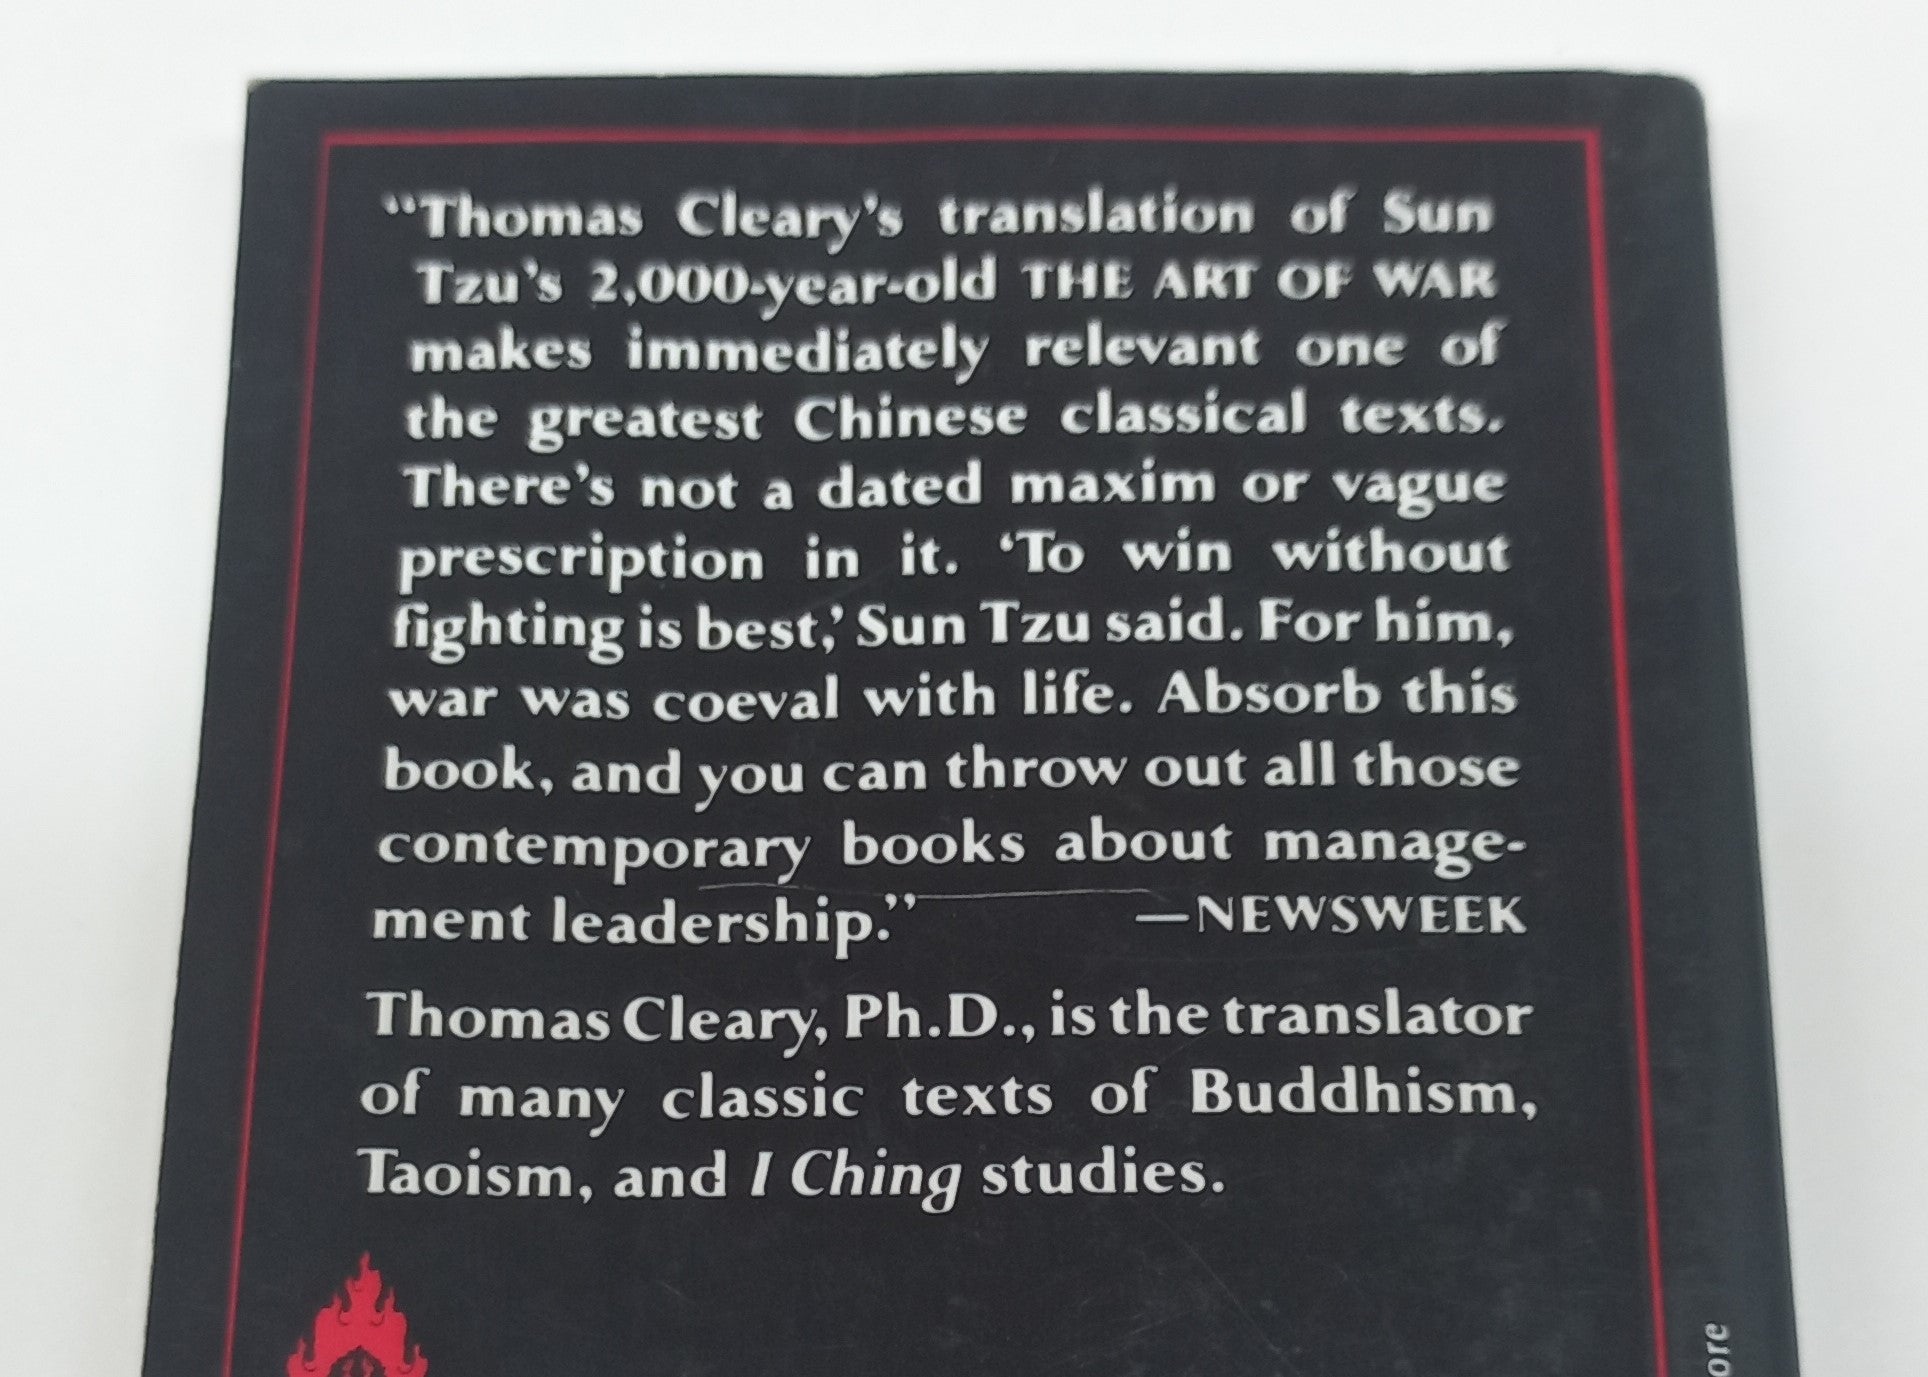 “Thomas Cleary’s translation of Sun
Tzu’s 2,000-year-old THE ART OF WAR
makes immediately relevant one of
the greatest Chinese classical texts.
There’s not a dated maxim or vague
prescription in it. ‘To win without
fighting is best,’ Sun Tzu said. For him,
war was coeval with life. Absorb this
book, and you can throw out all those
contemporary books about manage-
ment leadership.” —NEWSWEEK
Thomas Cleary, Ph.D., is the translator
of many classic texts of Buddhism,
Taoism, and I Ching studies.
ore